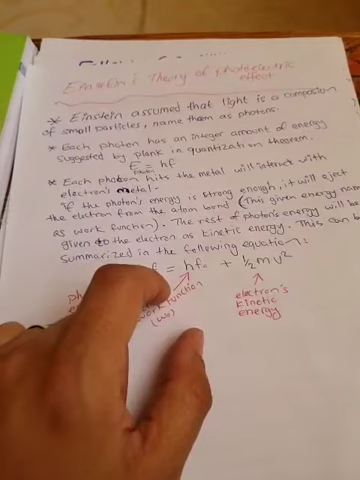 Einstein: Theory of photoelectric
effect
* Einstein assumed that light is a
of small particles, name them as photons.
* Each photon has an integer amount of energy
suggested by plank in quantization theorem.
E = hf
* Each photon hits the metal will interact with
electron's metal.
If the photon's energy is strong enough, it will eject
the electron from the atom bond (This given energy name
as work function). The rest of photon's energy will be
given to the electron as kinetic energy. This can be
summarized in the following equation:
f = hf₀ + 1/2 m v²
work function
(W₀)
electron's
kinetic
energy